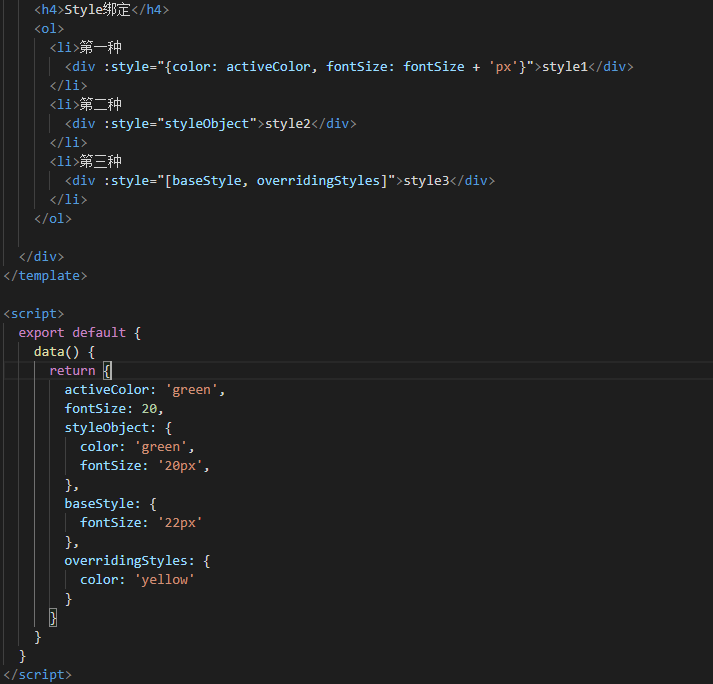 <h4>Style绑定</h4>
<ol>
<li>第一种
<div :style="{color: activeColor, fontSize: fontSize + 'px'}">style1</div>
</li>
<li>第二种
<div :style="styleObject">style2</div>
</li>
<li>第三种
<div :style="[baseStyle, overridingStyles]">style3</div>
</li>
</ol>
</div>
</template>
<script>
export default {
data() {
return {
activeColor: 'green',
fontSize: 20,
styleObject: {
color: 'green',
fontSize: '20px',
},
baseStyle: {
fontSize: '22px'
},
overridingStyles: {
color: 'yellow'
}
}
}
}
</script>